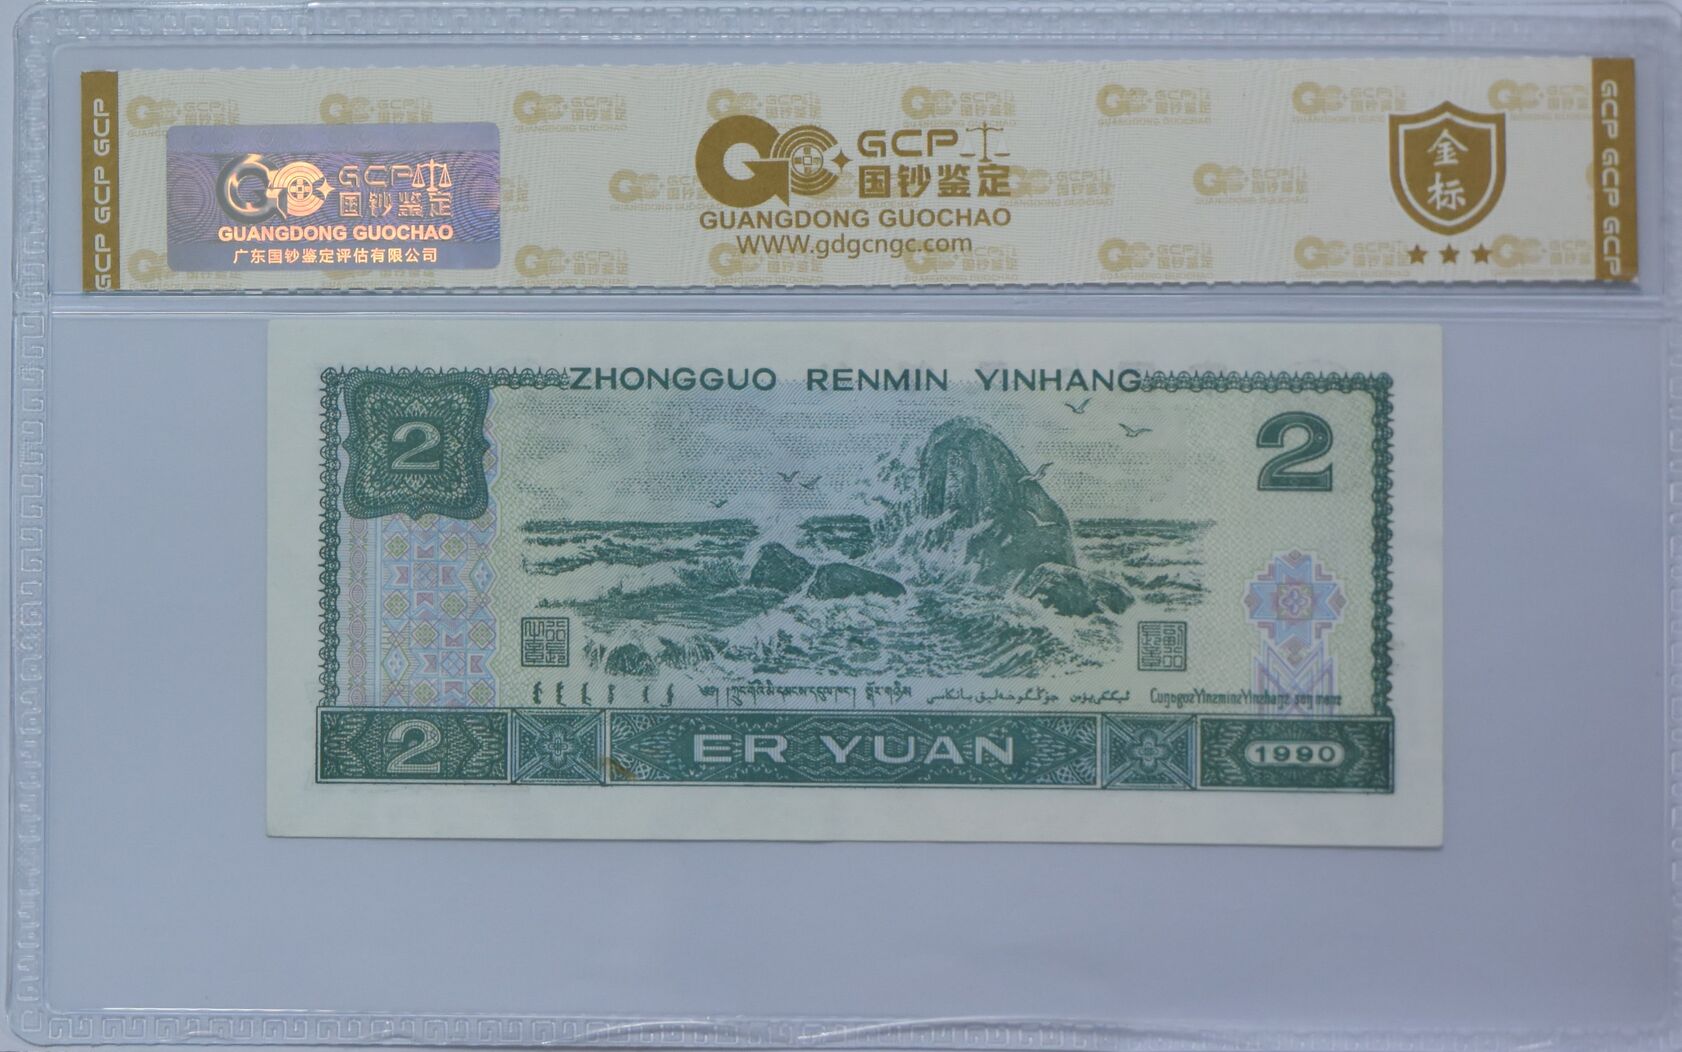 GCP GCP GCP
GCP
国钞鉴定
GUANGDONG GUOCHAO
广东国钞鉴定评估有限公司
GCP
国钞鉴定
GUANGDONG GUOCHAO
WWW.gdgcngc.com
金标
GCP GCP GCP
ZHONGGUO RENMIN YINHANG
2
2
2
ER YUAN
1990